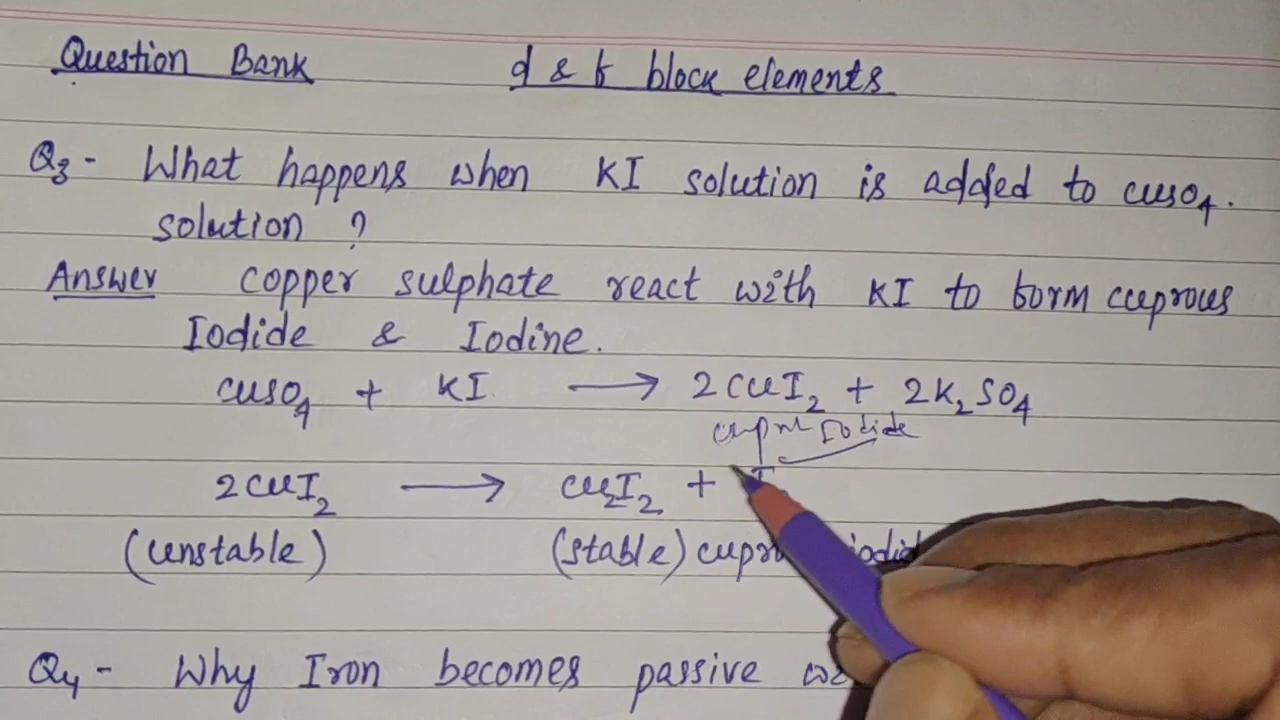 Question Bank d & f block elements
Q3 - What happens when KI solution is added to CuSO4.
solution ?
Answer Copper sulphate react with KI to form cuprous
Iodide & Iodine.
CuSO4 + KI → 2CuI2 + 2K2SO4
Iodide
2CuI2 → Cu2I2 + I2
(unstable) (stable)
Q4 - Why Iron becomes passive